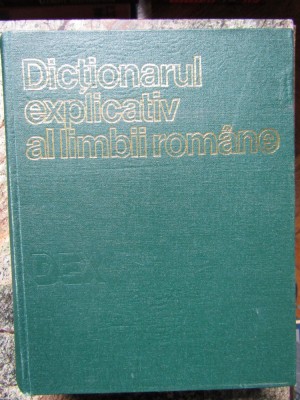 Dicționarul
explicativ
al limbii române
DEX